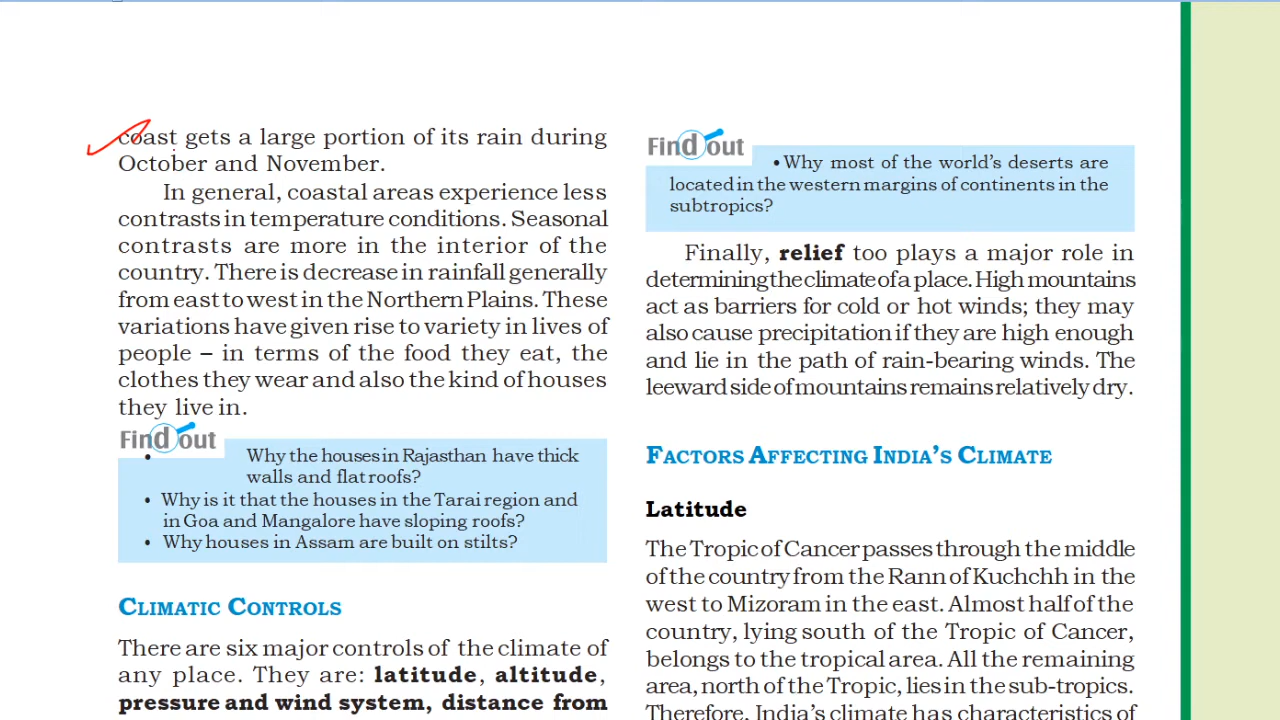 coast gets a large portion of its rain during
October and November.
In general, coastal areas experience less
contrasts in temperature conditions. Seasonal
contrasts are more in the interior of the
country. There is decrease in rainfall generally
from east to west in the Northern Plains. These
variations have given rise to variety in lives of
people – in terms of the food they eat, the
clothes they wear and also the kind of houses
they live in.
Find out
• Why the houses in Rajasthan have thick
walls and flat roofs?
• Why is it that the houses in the Tarai region and
in Goa and Mangalore have sloping roofs?
• Why houses in Assam are built on stilts?
CLIMATIC CONTROLS
There are six major controls of the climate of
any place. They are: latitude, altitude,
pressure and wind system, distance from
Find out
• Why most of the world's deserts are
located in the western margins of continents in the
subtropics?
Finally, relief too plays a major role in
determining the climate of a place. High mountains
act as barriers for cold or hot winds; they may
also cause precipitation if they are high enough
and lie in the path of rain-bearing winds. The
leeward side of mountains remains relatively dry.
FACTORS AFFECTING INDIA'S CLIMATE
Latitude
The Tropic of Cancer passes through the middle
of the country from the Rann of Kuchchh in the
west to Mizoram in the east. Almost half of the
country, lying south of the Tropic of Cancer,
belongs to the tropical area. All the remaining
area, north of the Tropic, lies in the sub-tropics.
Therefore, India's climate has characteristics of